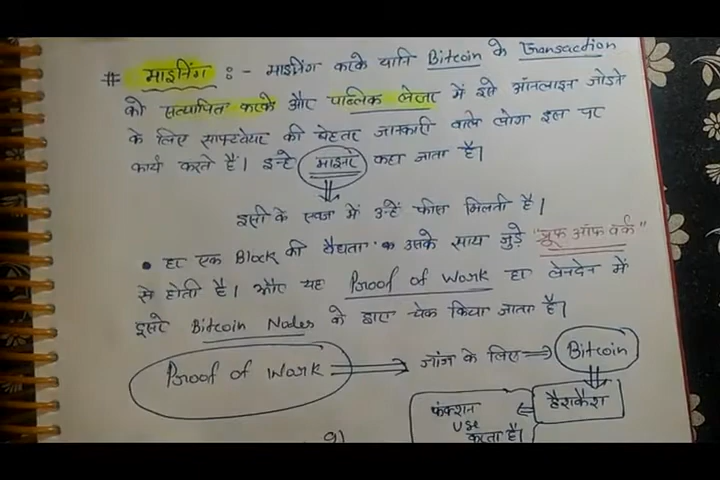 # माइनिंग :- माइनिंग करके यानि Bitcoin के Transaction
को सत्यापित करके और पब्लिक लेजर में इसे ऑनलाइन जोड़ने
के लिए साफ्टवेयर की बेहतर जानकारी वाले लोग इस पर
कार्य करते हैं। इन्हे माइनर कहा जाता है।
इसी के एवज में उन्हें फीस मिलती है।
• हर एक Block की वैद्यता उसके साथ जुड़े "प्रूफ ऑफ वर्क"
से होती है। और यह Proof of Work हर लेनदेन में
दूसरे Bitcoin Nodes के द्वारा चेक किया जाता है।
Proof of Work ⇒ जांच के लिए ⇒ Bitcoin
फंक्शन ⇐ हैशकैश
USE
करता है।